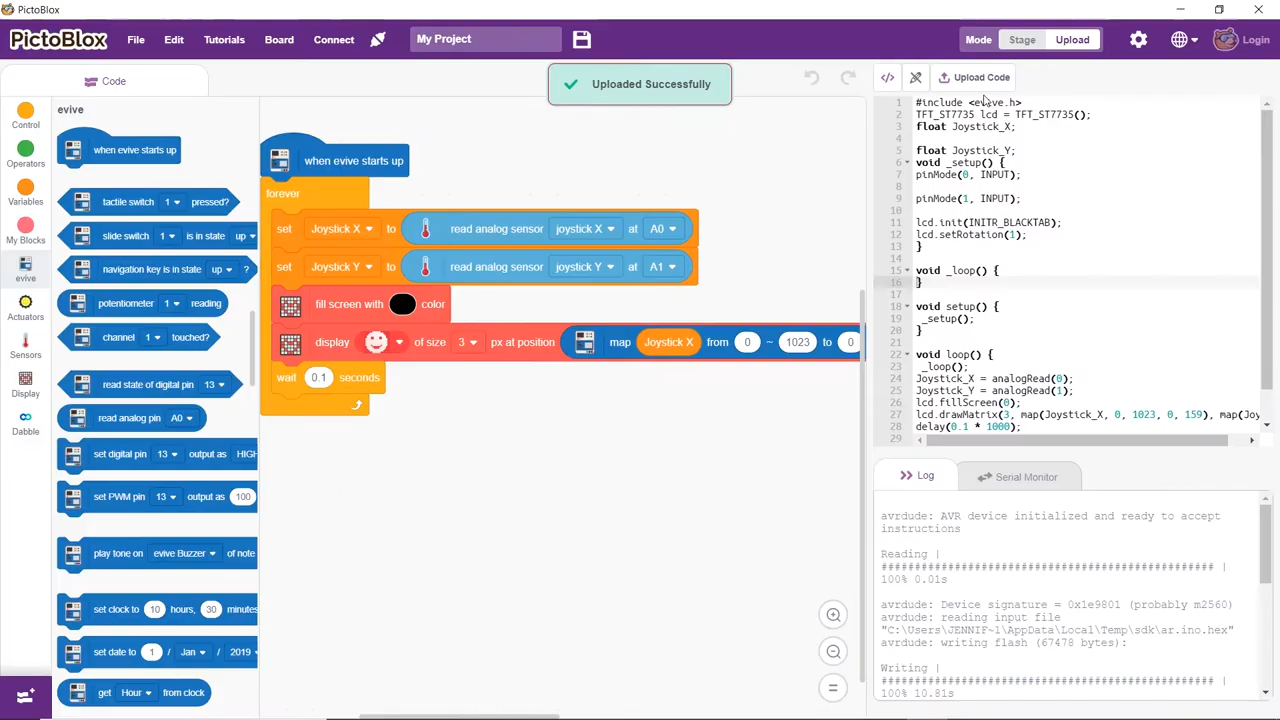 PictoBlox
PictoBlox
File
Edit
Tutorials
Board
Connect
My Project
Mode
Stage
Upload
Login
Code
Uploaded Successfully
Upload Code
Control
Operators
Variables
My Blocks
evive
Actuators
Sensors
Display
Dabble
evive
when evive starts up
tactile switch 1 pressed?
slide switch 1 is in state up
navigation key is in state up ?
potentiometer 1 reading
channel 1 touched?
read state of digital pin 13
read analog pin A0
set digital pin 13 output as HIGH
set PWM pin 13 output as 100
play tone on evive Buzzer of note
set clock to 10 hours, 30 minutes
set date to 1 / Jan / 2019
get Hour from clock
when evive starts up
forever
set Joystick X to read analog sensor joystick X at A0
set Joystick Y to read analog sensor joystick Y at A1
fill screen with color
display of size 3 px at position map Joystick X from 0 ~ 1023 to 0
wait 0.1 seconds
1 #include <evive.h>
2 TFT_ST7735 lcd = TFT_ST7735();
3 float Joystick_X;
4
5 float Joystick_Y;
6 void _setup() {
7 pinMode(0, INPUT);
8
9 pinMode(1, INPUT);
10
11 lcd.init(INITR_BLACKTAB);
12 lcd.setRotation(1);
13 }
14
15 void _loop() {
16 }
17
18 void setup() {
19 _setup();
20 }
21
22 void loop() {
23 _loop();
24 Joystick_X = analogRead(0);
25 Joystick_Y = analogRead(1);
26 lcd.fillScreen(0);
27 lcd.drawMatrix(3, map(Joystick_X, 0, 1023, 0, 159), map(Joy
28 delay(0.1 * 1000);
29
Log
Serial Monitor
avrdude: AVR device initialized and ready to accept
instructions
Reading |
################################################## |
100% 0.01s
avrdude: Device signature = 0x1e9801 (probably m2560)
avrdude: reading input file
"C:\Users\JENNIF~1\AppData\Local\Temp\sdk\ar.ino.hex"
avrdude: writing flash (67478 bytes):
Writing |
################################################## |
100% 10.81s